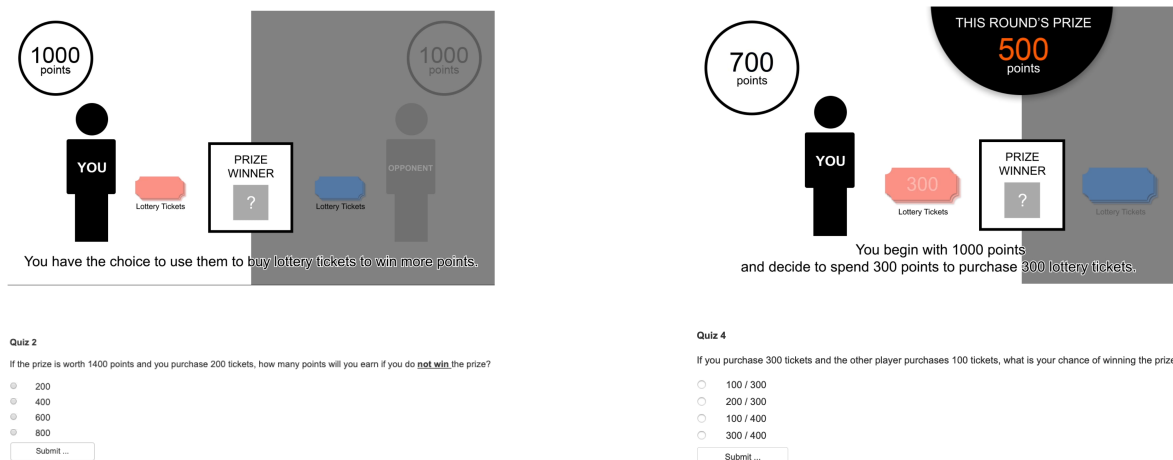 1000
points
1000
points
YOU
OPPONENT
PRIZE
WINNER
?
Lottery Tickets
Lottery Tickets
You have the choice to use them to buy lottery tickets to win more points.
Quiz 2
If the prize is worth 1400 points and you purchase 200 tickets, how many points will you earn if you do not win the prize?
200
400
600
800
Submit ...
THIS ROUND'S PRIZE
500
points
700
points
YOU
300
Lottery Tickets
PRIZE
WINNER
?
Lottery Tickets
You begin with 1000 points
and decide to spend 300 points to purchase 300 lottery tickets.
Quiz 4
If you purchase 300 tickets and the other player purchases 100 tickets, what is your chance of winning the prize
100 / 300
200 / 300
100 / 400
300 / 400
Submit ...